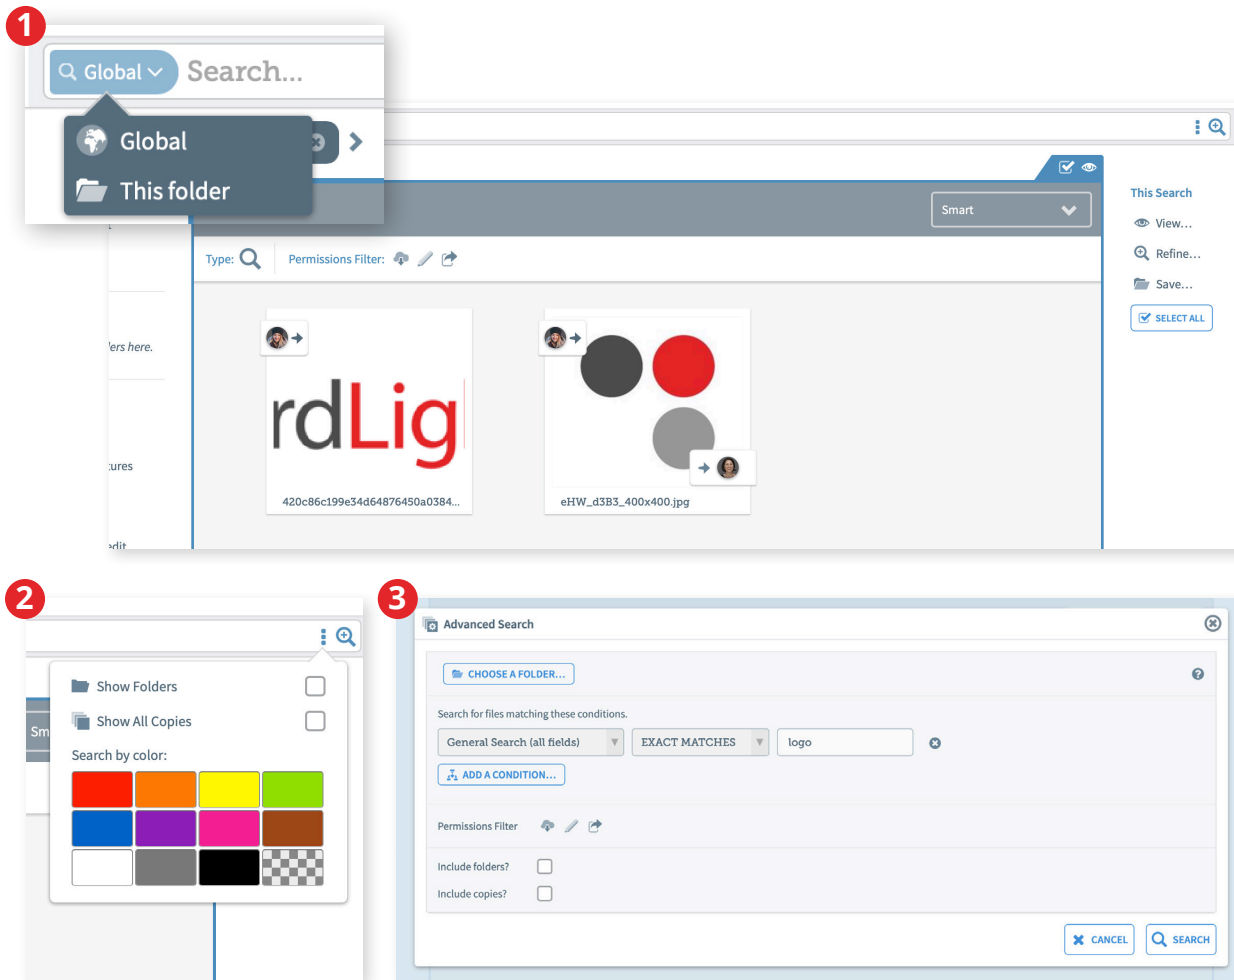 1
Global
Search...
Global
This folder
This Search
Smart
View...
Type:
Permissions Filter:
Refine...
Save...
SELECT ALL
ers here.
rdLig
tures
420c86c199e34d64876450a0384...
eHW_d3B3_400x400.jpg
edit
2
3
Advanced Search
Show Folders
CHOOSE A FOLDER...
Show All Copies
Sm
Search for files matching these conditions.
General Search (all fields)
EXACT MATCHES
logo
Search by color:
ADD A CONDITION...
Permissions Filter
Include folders?
Include copies?
CANCEL
SEARCH